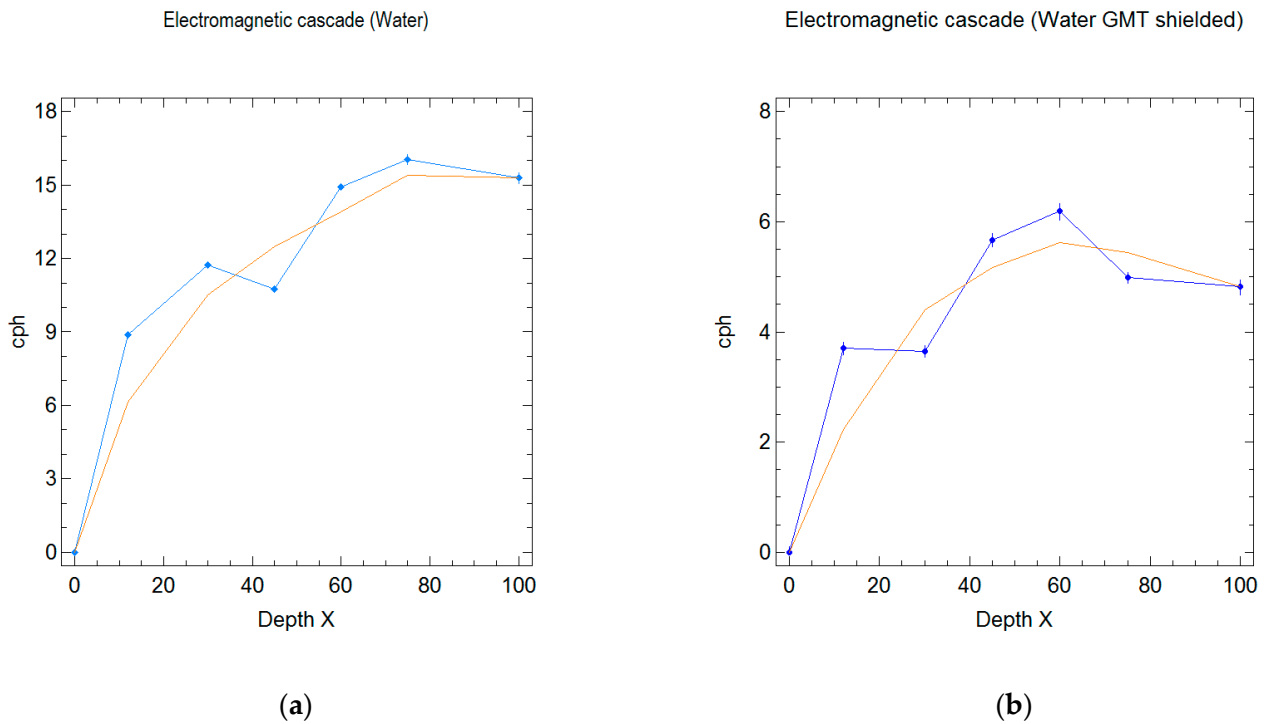 Electromagnetic cascade (Water)
18
15
12
9
6
3
0
cph
0 20 40 60 80 100
Depth X
(a)
Electromagnetic cascade (Water GMT shielded)
8
6
4
2
0
cph
0 20 40 60 80 100
Depth X
(b)